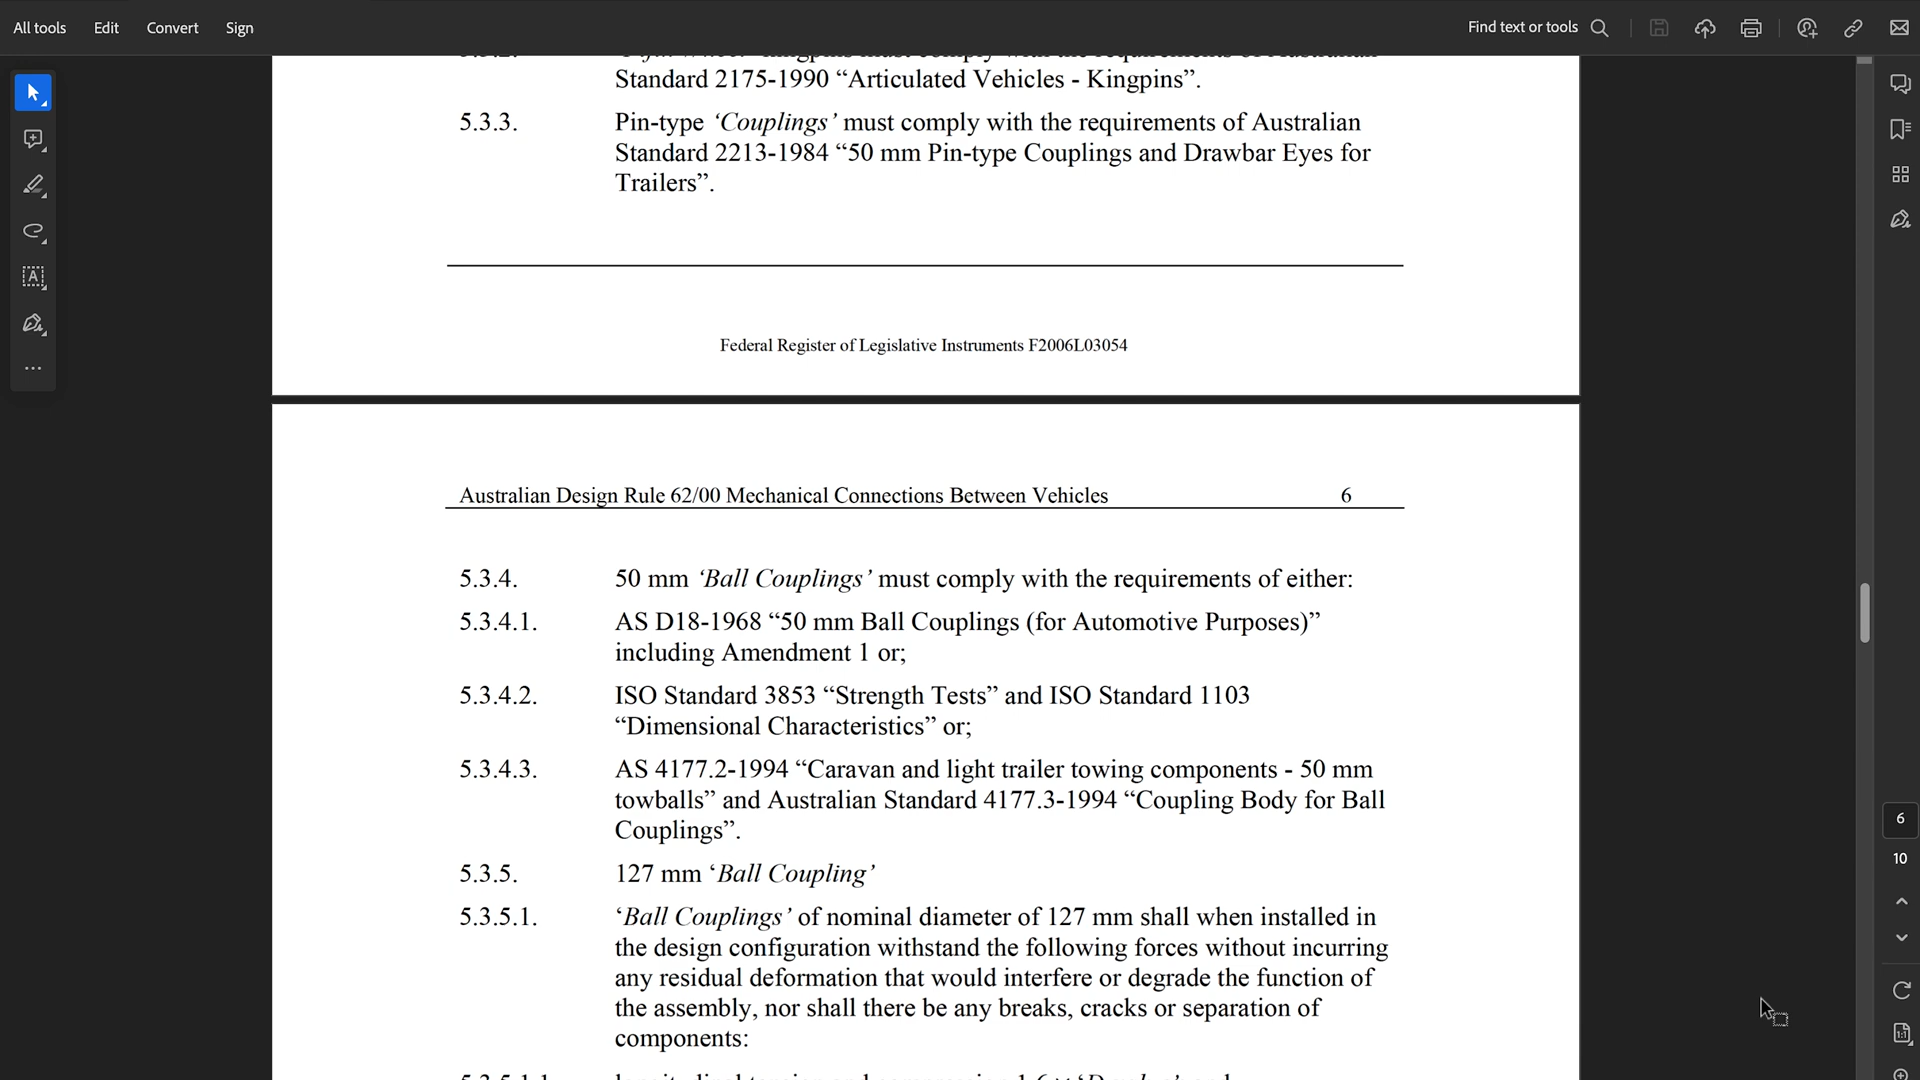 All tools Edit Convert Sign
Find text or tools
Standard 2175-1990 “Articulated Vehicles - Kingpins”.
5.3.3. Pin-type ‘Couplings’ must comply with the requirements of Australian
Standard 2213-1984 “50 mm Pin-type Couplings and Drawbar Eyes for
Trailers”.
Federal Register of Legislative Instruments F2006L03054
Australian Design Rule 62/00 Mechanical Connections Between Vehicles 6
5.3.4. 50 mm ‘Ball Couplings’ must comply with the requirements of either:
5.3.4.1. AS D18-1968 “50 mm Ball Couplings (for Automotive Purposes)”
including Amendment 1 or;
5.3.4.2. ISO Standard 3853 “Strength Tests” and ISO Standard 1103
“Dimensional Characteristics” or;
5.3.4.3. AS 4177.2-1994 “Caravan and light trailer towing components - 50 mm
towballs” and Australian Standard 4177.3-1994 “Coupling Body for Ball
Couplings”.
5.3.5. 127 mm ‘Ball Coupling’
5.3.5.1. ‘Ball Couplings’ of nominal diameter of 127 mm shall when installed in
the design configuration withstand the following forces without incurring
any residual deformation that would interfere or degrade the function of
the assembly, nor shall there be any breaks, cracks or separation of
components:
6
10